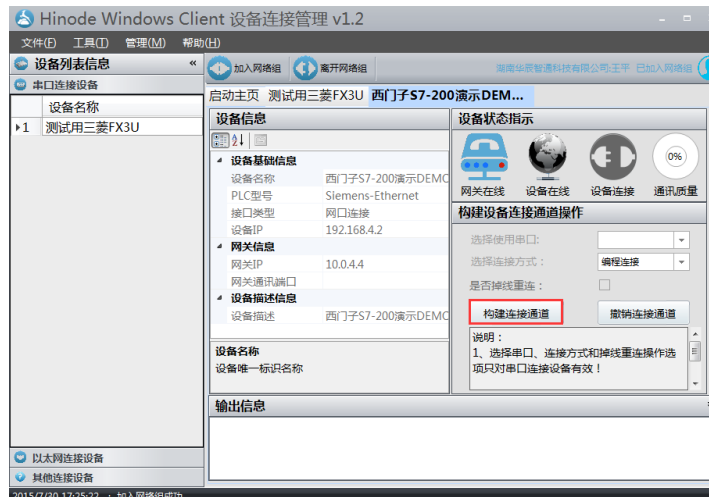 Hinode Windows Client 设备连接管理 v1.2
文件(F) 工具(T) 管理(M) 帮助(H)
设备列表信息 «
串口连接设备
设备名称
1 测试用三菱FX3U
以太网连接设备
其他连接设备
加入网络组 离开网络组 湖南华辰智通科技有限公司:王平 已加入网络组
启动主页 测试用三菱FX3U 西门子S7-200演示DEM...
设备信息
设备基础信息
设备名称 西门子S7-200演示DEMO
PLC型号 Siemens-Ethernet
接口类型 网口连接
设备IP 192.168.4.2
网关信息
网关IP 10.0.4.4
网关通讯端口
设备描述信息
设备描述 西门子S7-200演示DEMO
设备名称
设备唯一标识名称
设备状态指示
0%
网关在线 设备在线 设备连接 通讯质量
构建设备连接通道操作
选择使用串口:
选择连接方式： 编程连接
是否掉线重连：
构建连接通道 撤销连接通道
说明：
1、选择串口、连接方式和掉线重连操作选
项只对串口连接设备有效！
输出信息
2015/7/30 17:25:22 : 加入网络组成功